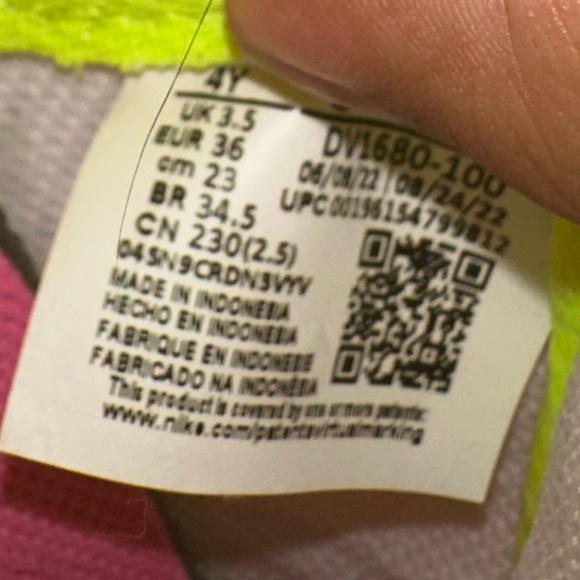 4Y
UK 3.5
EUR 36
cm 23
BR 34.5
CN 230(2.5)
DV1680-100
06/08/22 | 08/24/22
UPC 00196154799812
MADE IN INDONESIA
HECHO EN INDONESIA
FABRIQUE EN INDONESIE
FABRICADO NA INDONÉSIA
This product is covered by one or more patents:
www.nike.com/patentsvirtualmarking